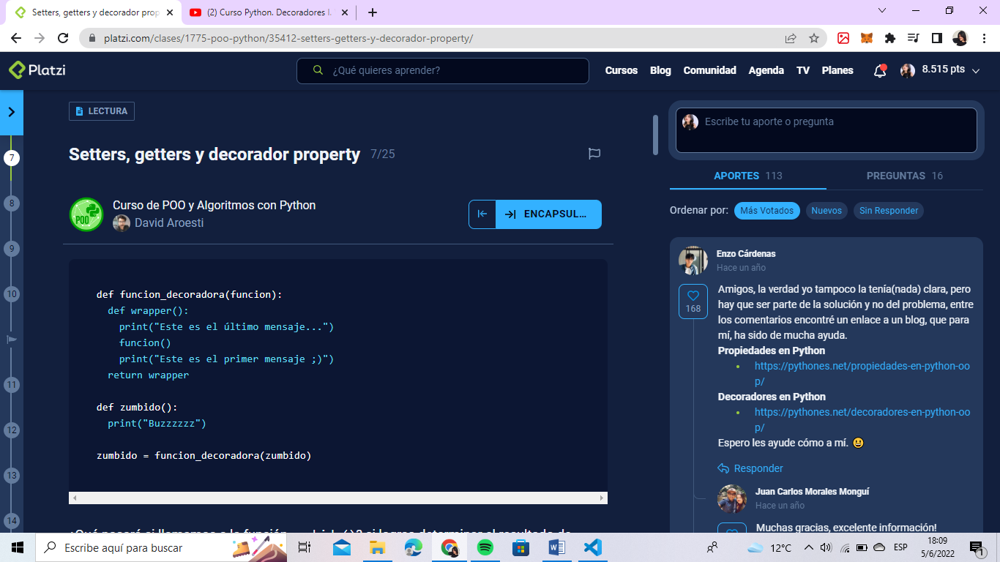 Setters, getters y decorador prop
(2) Curso Python. Decoradores I.
platzi.com/clases/1775-poo-python/35412-setters-getters-y-decorador-property/
Platzi
¿Qué quieres aprender?
Cursos Blog Comunidad Agenda TV Planes
8.515 pts
LECTURA
Setters, getters y decorador property 7/25
Curso de POO y Algoritmos con Python
POO
David Aroesti
ENCAPSUL...
def funcion_decoradora(funcion):
def wrapper():
print("Este es el último mensaje...")
funcion()
print("Este es el primer mensaje ;)")
return wrapper
def zumbido():
print("Buzzzzzz")
zumbido = funcion_decoradora(zumbido)
7
8
9
10
11
12
13
14
Escribe tu aporte o pregunta
APORTES 113
PREGUNTAS 16
Ordenar por: Más Votados Nuevos Sin Responder
Enzo Cárdenas
Hace un año
168
Amigos, la verdad yo tampoco la tenía(nada) clara, pero
hay que ser parte de la solución y no del problema, entre
los comentarios encontré un enlace a un blog, que para
mí, ha sido de mucha ayuda.
Propiedades en Python
https://pythones.net/propiedades-en-python-oo
p/
Decoradores en Python
https://pythones.net/decoradores-en-python-oo
p/
Espero les ayude cómo a mí.
Responder
Juan Carlos Morales Monguí
Hace un año
Muchas gracias, excelente información!
Escribe aquí para buscar
12°C
ESP
18:09
5/6/2022
1